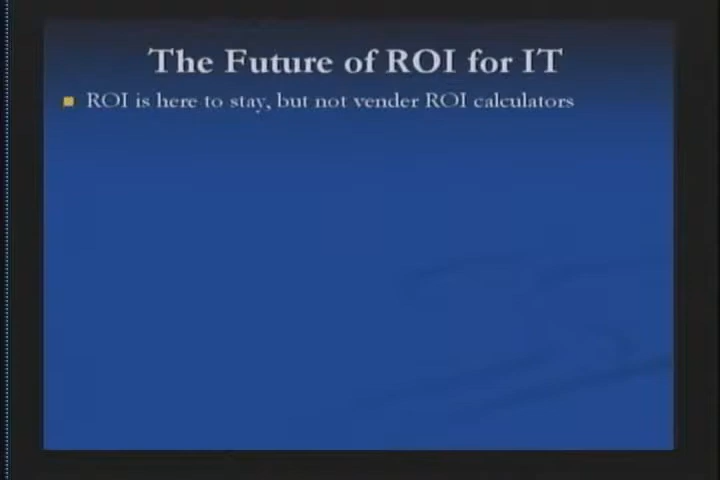 The Future of ROI for IT
ROI is here to stay, but not vender ROI calculators